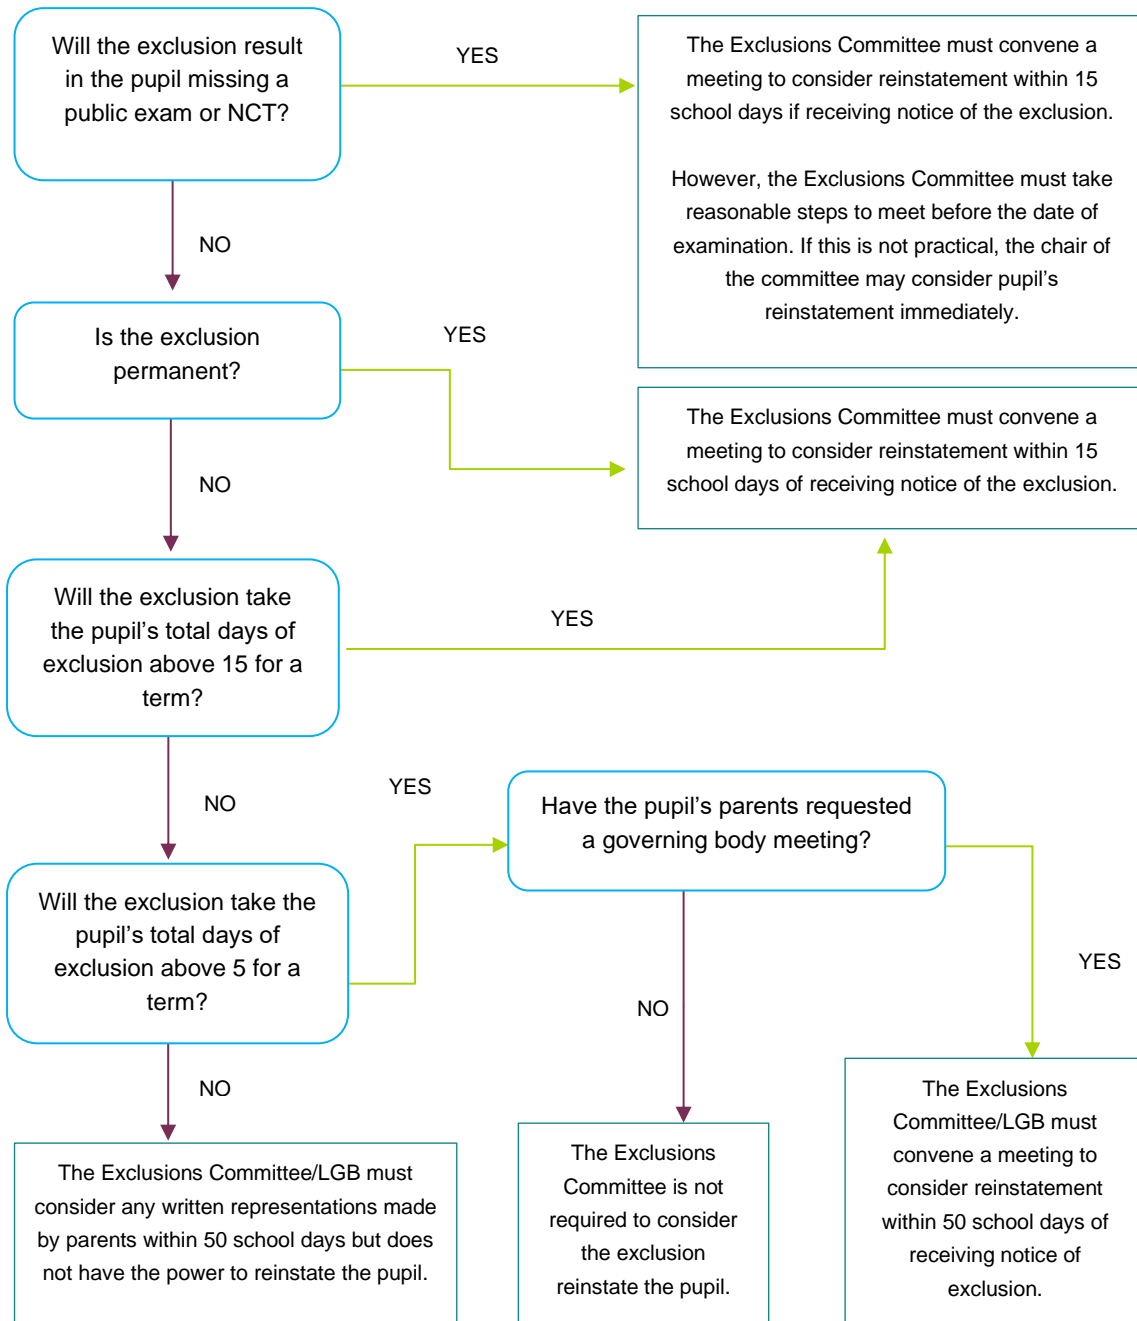 Will the exclusion result
in the pupil missing a
public exam or NCT?
YES
The Exclusions Committee must convene a
meeting to consider reinstatement within 15
school days if receiving notice of the exclusion.
However, the Exclusions Committee must take
reasonable steps to meet before the date of
examination. If this is not practical, the chair of
the committee may consider pupil’s
reinstatement immediately.
NO
Is the exclusion
permanent?
YES
The Exclusions Committee must convene a
meeting to consider reinstatement within 15
school days of receiving notice of the exclusion.
NO
Will the exclusion take
the pupil’s total days of
exclusion above 15 for a
term?
YES
NO
YES
Have the pupil’s parents requested
a governing body meeting?
Will the exclusion take the
pupil’s total days of
exclusion above 5 for a
term?
YES
NO
NO
The Exclusions Committee/LGB must
consider any written representations made
by parents within 50 school days but does
not have the power to reinstate the pupil.
The Exclusions
Committee is not
required to consider
the exclusion
reinstate the pupil.
The Exclusions
Committee/LGB must
convene a meeting to
consider reinstatement
within 50 school days of
receiving notice of
exclusion.